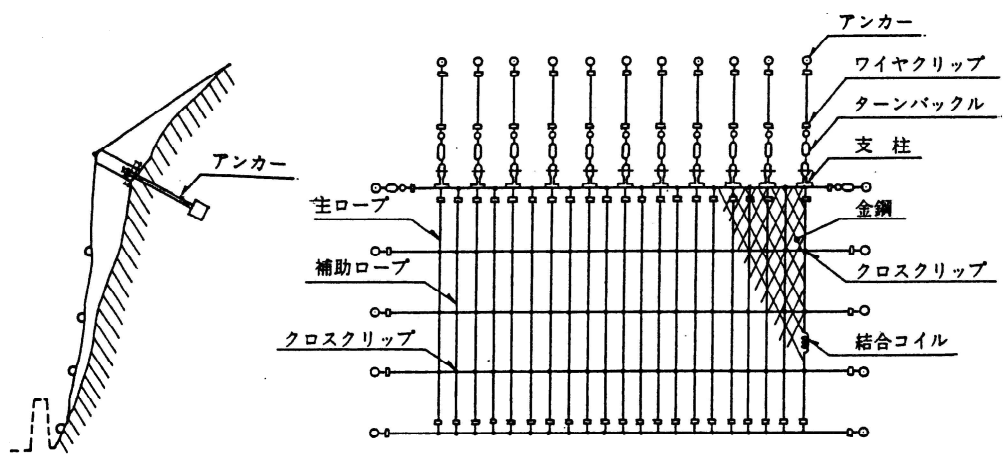 アンカー
ワイヤクリップ
ターンバックル
支 柱
アンカー
主ロープ
金鋼
補助ロープ
クロスクリップ
クロスクリップ
結合コイル